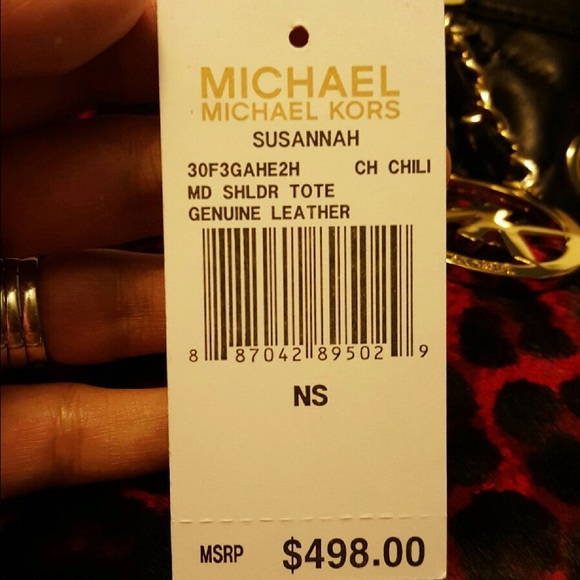 MICHAEL
MICHAEL KORS
SUSANNAH
30F3GAHE2H CH CHILI
MD SHLDR TOTE
GENUINE LEATHER
8 87042 89502 9
NS
MSRP $498.00